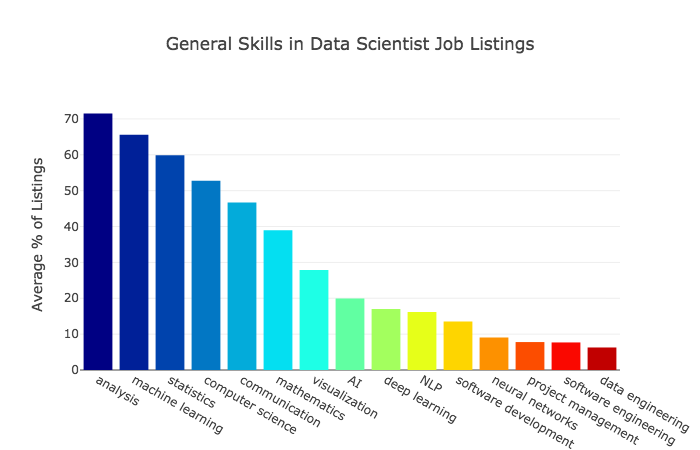 General Skills in Data Scientist Job Listings
Average % of Listings
70
60
50
40
30
20
10
0
analysis
machine learning
statistics
computer science
communication
mathematics
visualization
AI
deep learning
NLP
software development
neural networks
project management
software engineering
data engineering